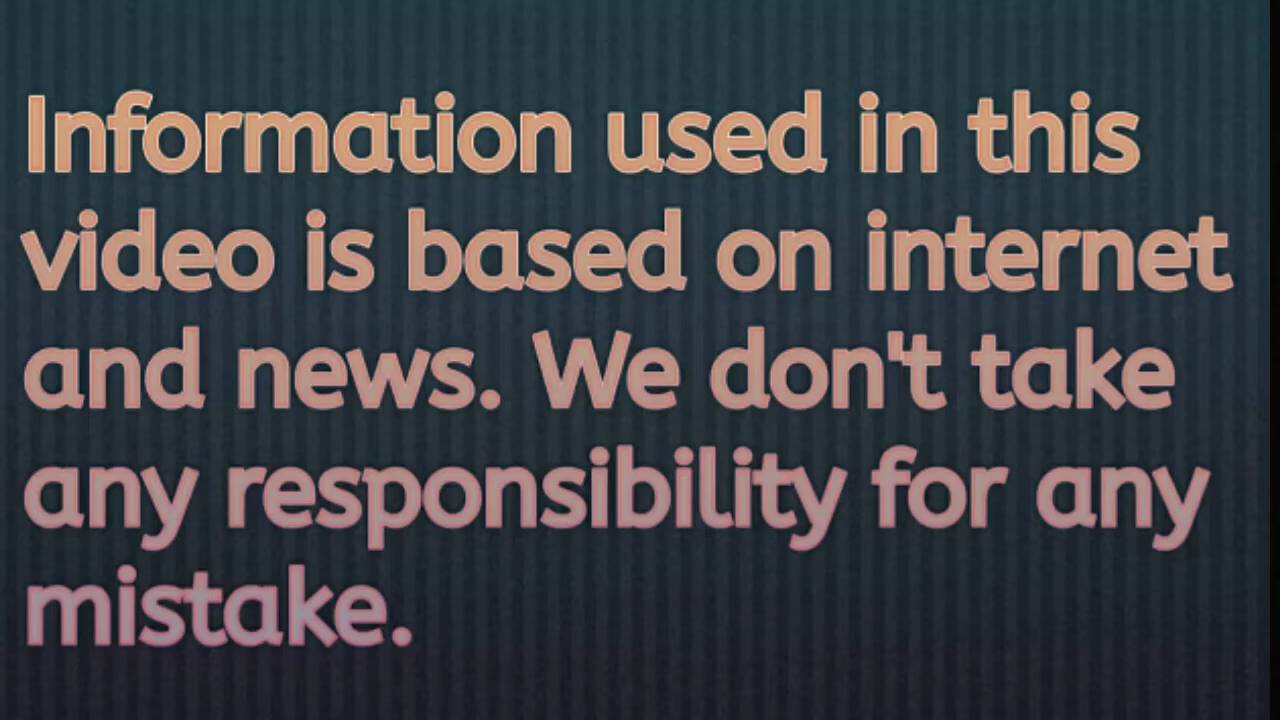 Information used in this
video is based on internet
and news. We don't take
any responsibility for any
mistake.